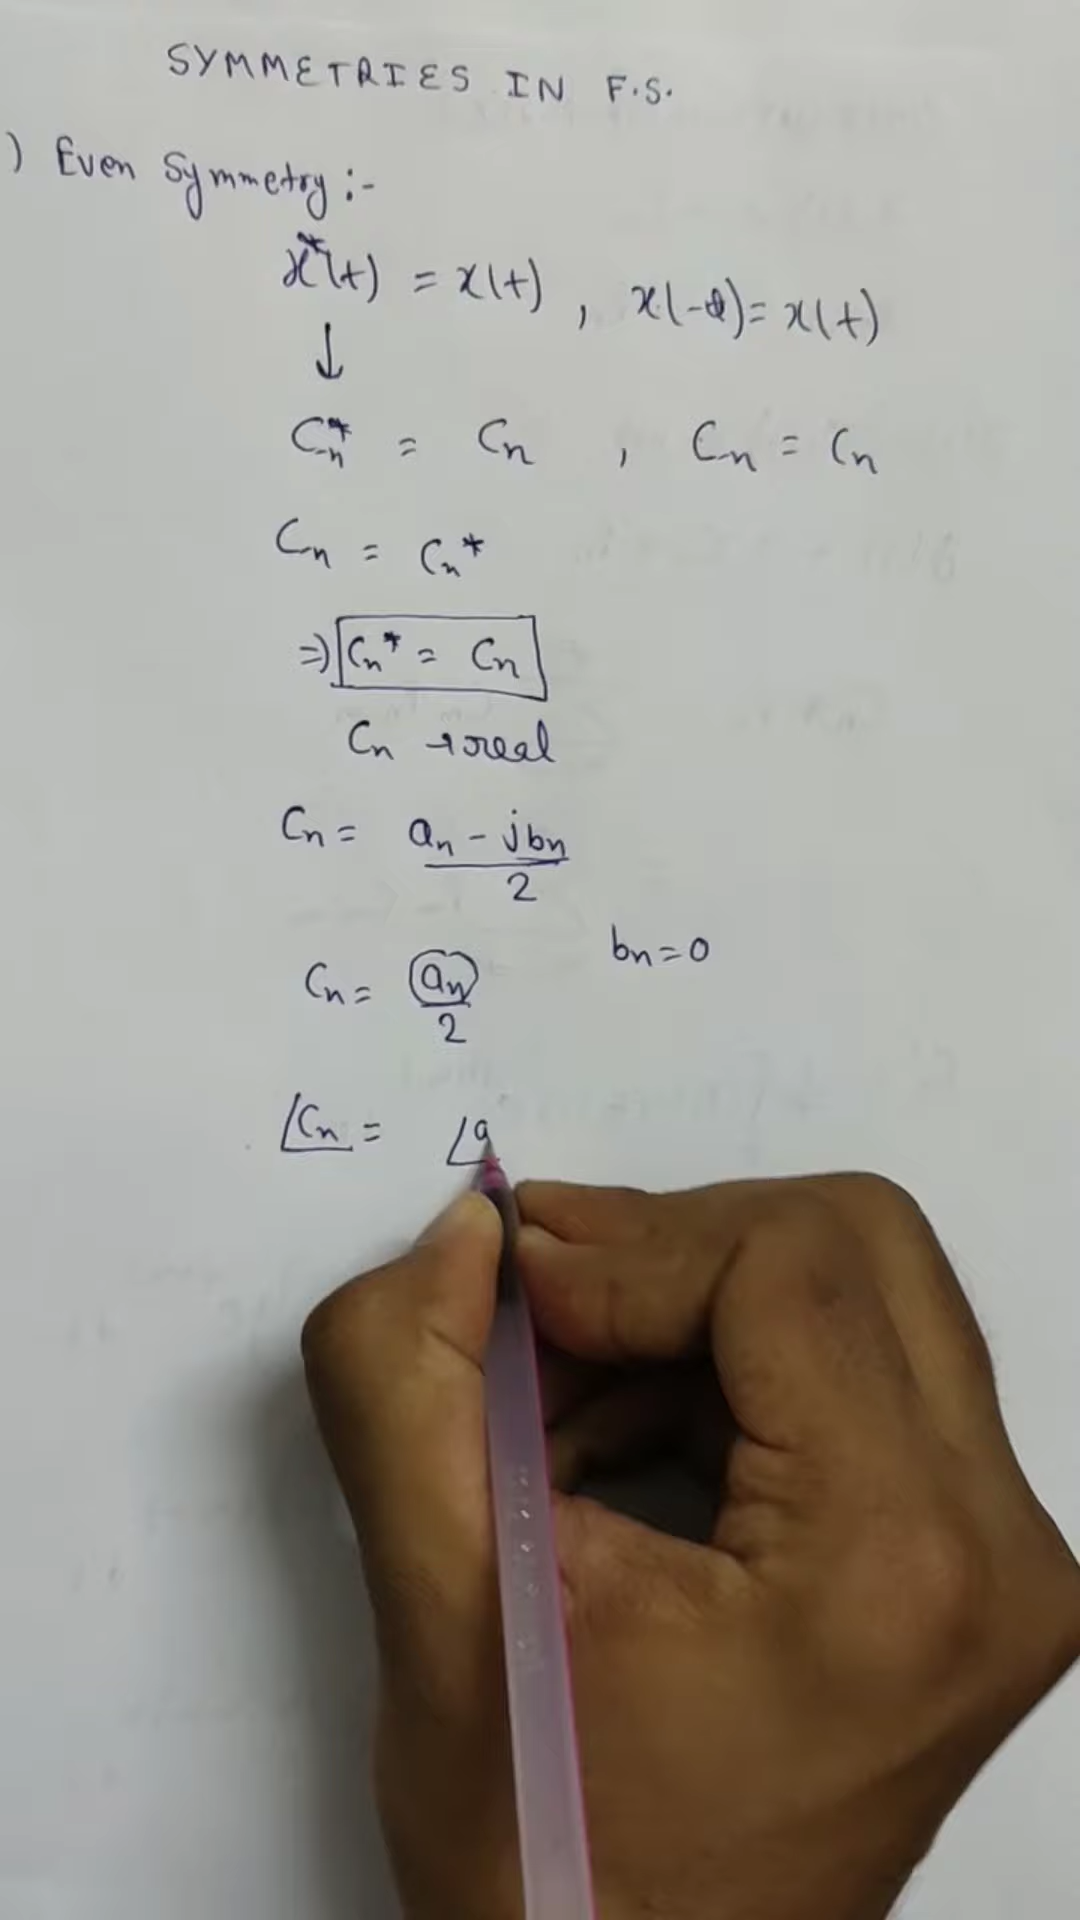 SYMMETRIES IN F.S.
) Even Symmetry :-
x*(t) = x(t) , x(-t) = x(t)
↓
C-n* = Cn , C-n = Cn
C-n = Cn*
⇒ Cn* = Cn
Cn → real
Cn = an - jbn
2
bn = 0
Cn = an
2
∠Cn = ∠a